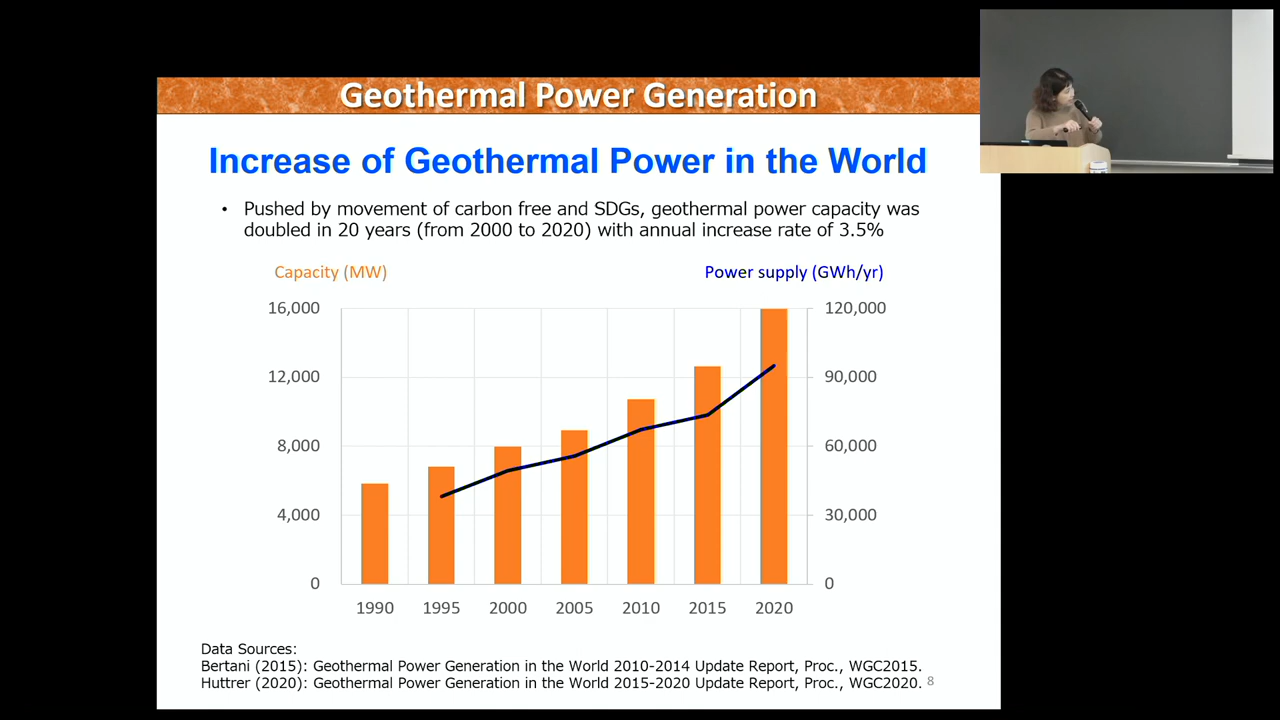 Geothermal Power Generation
Increase of Geothermal Power in the World
• Pushed by movement of carbon free and SDGs, geothermal power capacity was
doubled in 20 years (from 2000 to 2020) with annual increase rate of 3.5%
Capacity (MW)
Power supply (GWh/yr)
16,000
120,000
12,000
90,000
8,000
60,000
4,000
30,000
0
0
1990 1995 2000 2005 2010 2015 2020
Data Sources:
Bertani (2015): Geothermal Power Generation in the World 2010-2014 Update Report, Proc., WGC2015.
Huttrer (2020): Geothermal Power Generation in the World 2015-2020 Update Report, Proc., WGC2020.
8